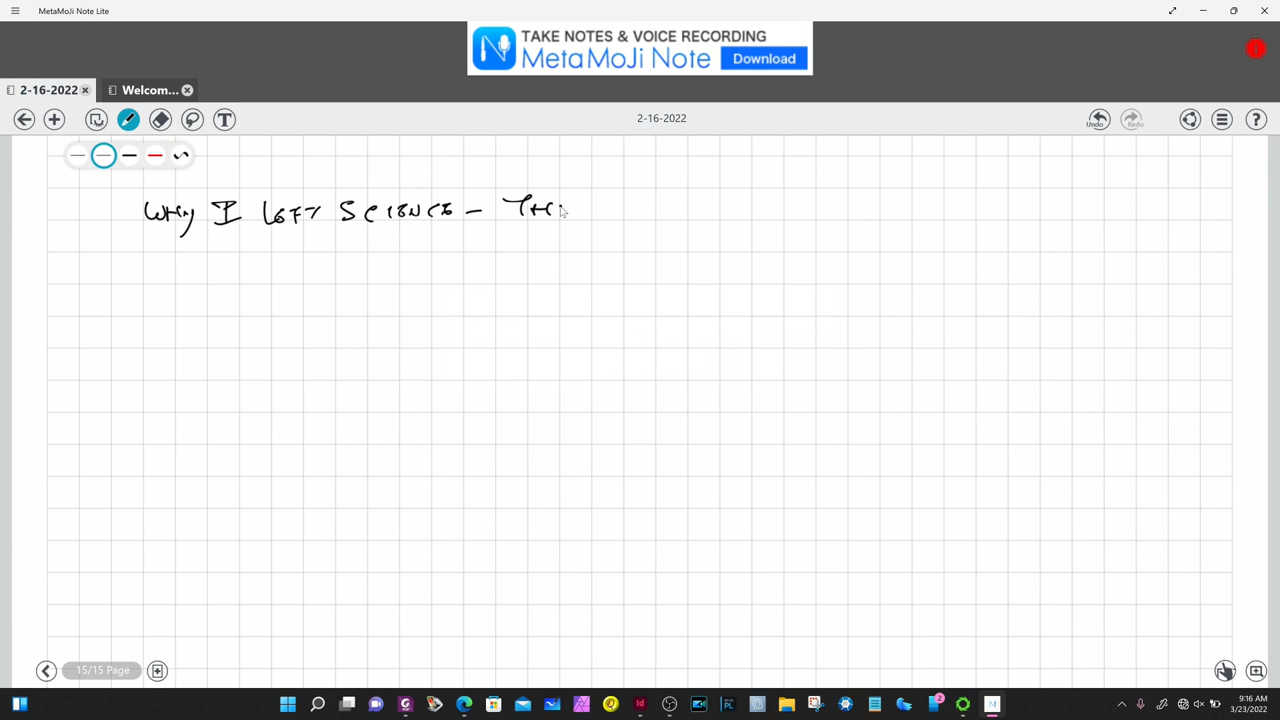 MetaMoJi Note Lite
TAKE NOTES & VOICE RECORDING
MetaMoJi Note Download
2-16-2022 Welcom...
2-16-2022
Undo Redo
Why I LEFT SCIENCE -
15/15 Page
9:16 AM
3/23/2022